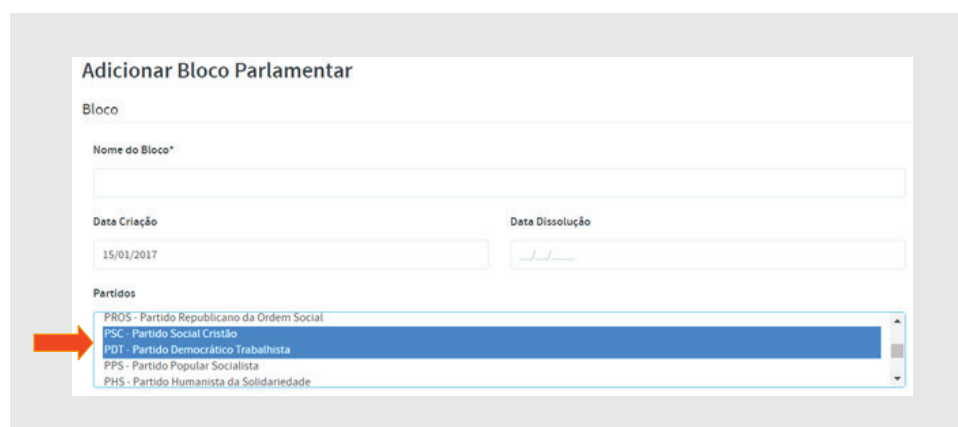 Adicionar Bloco Parlamentar
Bloco
Nome do Bloco*
Data Criação Data Dissolução
15/01/2017 __/__/____
Partidos
PROS - Partido Republicano da Ordem Social
PSC - Partido Social Cristão
PDT - Partido Democrático Trabalhista
PPS - Partido Popular Socialista
PHS - Partido Humanista da Solidariedade